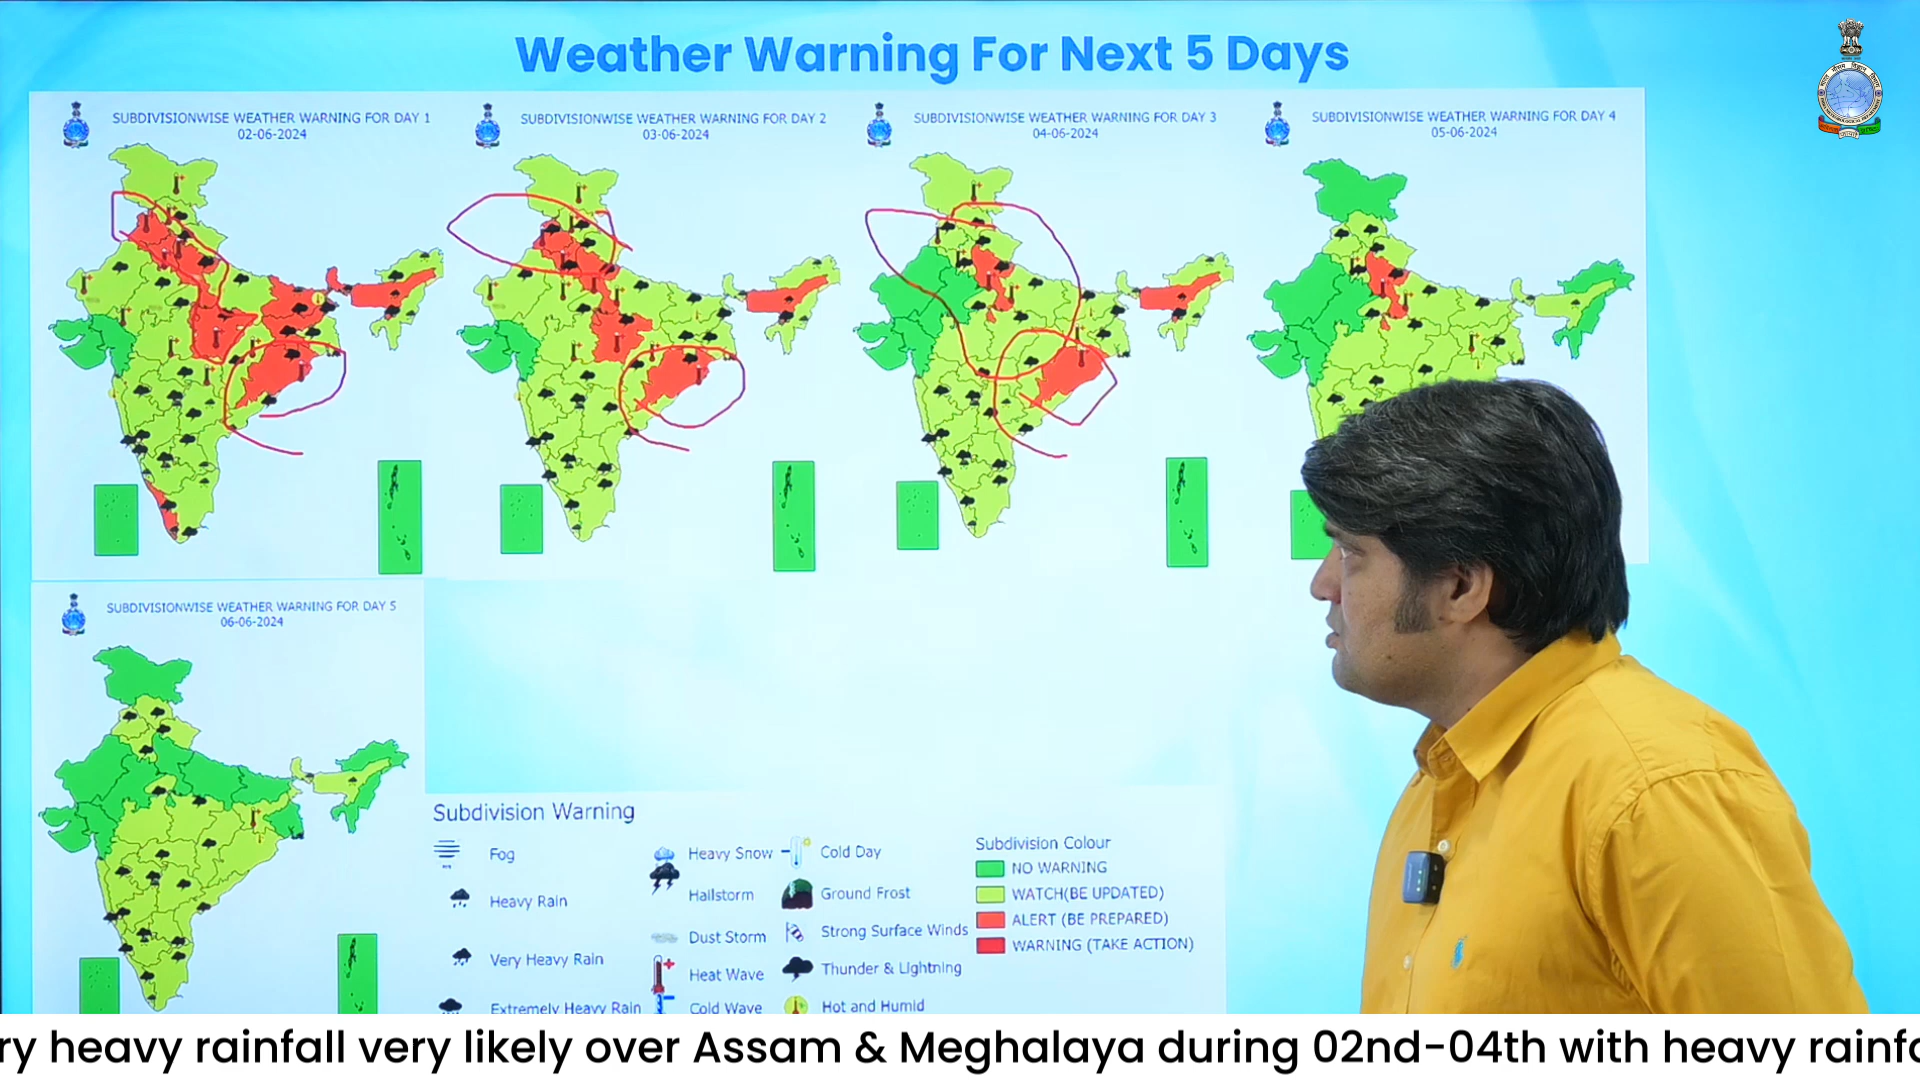 Weather Warning For Next 5 Days
SUBDIVISIONWISE WEATHER WARNING FOR DAY 1
02-06-2024
SUBDIVISIONWISE WEATHER WARNING FOR DAY 2
03-06-2024
SUBDIVISIONWISE WEATHER WARNING FOR DAY 3
04-06-2024
SUBDIVISIONWISE WEATHER WARNING FOR DAY 4
05-06-2024
SUBDIVISIONWISE WEATHER WARNING FOR DAY 5
06-06-2024
Subdivision Warning
Fog
Heavy Rain
Very Heavy Rain
Extremely Heavy Rain
Heavy Snow
Hailstorm
Dust Storm
Heat Wave
Cold Wave
Cold Day
Ground Frost
Strong Surface Winds
Thunder & Lightning
Hot and Humid
Subdivision Colour
NO WARNING
WATCH(BE UPDATED)
ALERT (BE PREPARED)
WARNING (TAKE ACTION)
ry heavy rainfall very likely over Assam & Meghalaya during 02nd-04th with heavy rainf